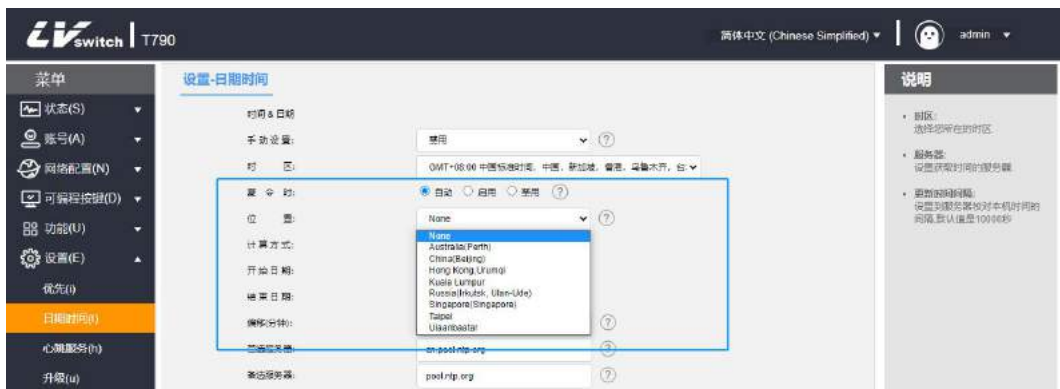 LVswitch T790
简体中文 (Chinese Simplified)
admin
菜单
状态(S)
账号(A)
网络配置(N)
可编程按键(D)
功能(U)
设置(E)
优先(i)
日期时间(t)
心跳服务(h)
升级(u)
设置-日期时间
时间&日期
手动设置: 禁用
时 区: GMT+08:00 中国标准时间, 中国, 新加坡, 香港, 乌鲁木齐, 台
夏令时: 自动 启用 禁用
位 置: None
None
Australia(Perth)
China(Beijing)
Hong Kong,Urumqi
Kuala Lumpur
Russia(Irkutsk, Ulan-Ude)
Singapore(Singapore)
Taipei
Ulaanbaatar
计算方式:
开始日期:
结束日期:
偏移(分钟):
首选服务器: cn.pool.ntp.org
备选服务器: pool.ntp.org
说明
时区:
选择您所在的时区
服务器:
设置获取时间的服务器
更新时间间隔:
设置到服务器校对本机时间的
间隔,默认值是10000秒